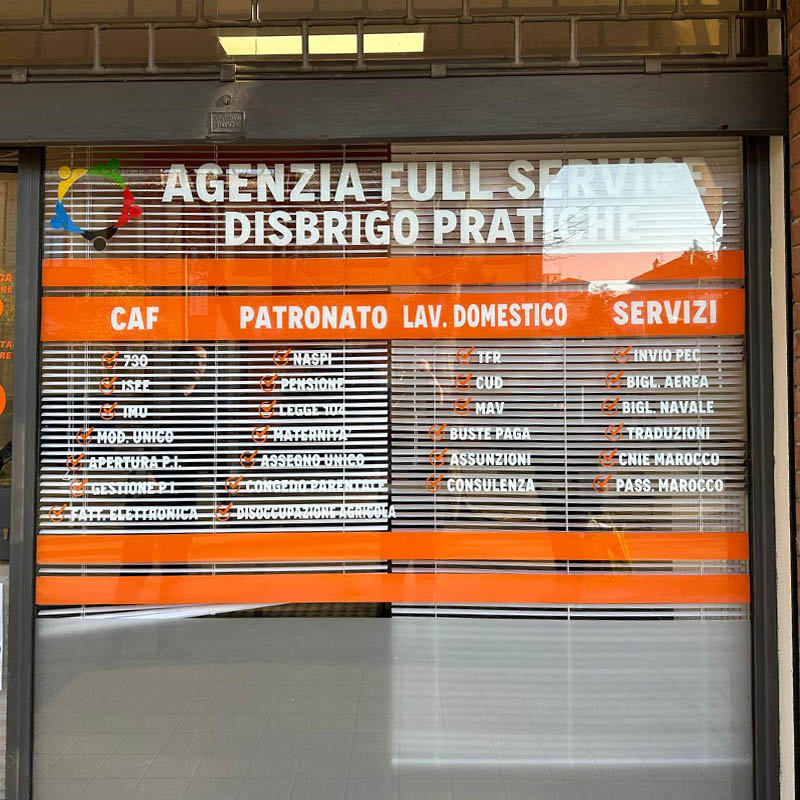 AGENZIA FULL SERVICE
DISBRIGO PRATICHE
CAF
730
ISEE
IMU
MOD. UNICO
APERTURA P.I.
GESTIONE P.I.
FATT. ELETTRONICA
PATRONATO
NASPI
PENSIONE
LEGGE 104
MATERNITA'
ASSEGNO UNICO
CONGEDO PARENTALE
DISOCCUPAZIONE AGRICOLA
LAV. DOMESTICO
TFR
CUD
MAV
BUSTE PAGA
ASSUNZIONI
CONSULENZA
SERVIZI
INVIO PEC
BIGL. AEREA
BIGL. NAVALE
TRADUZIONI
CNIE MAROCCO
PASS. MAROCCO